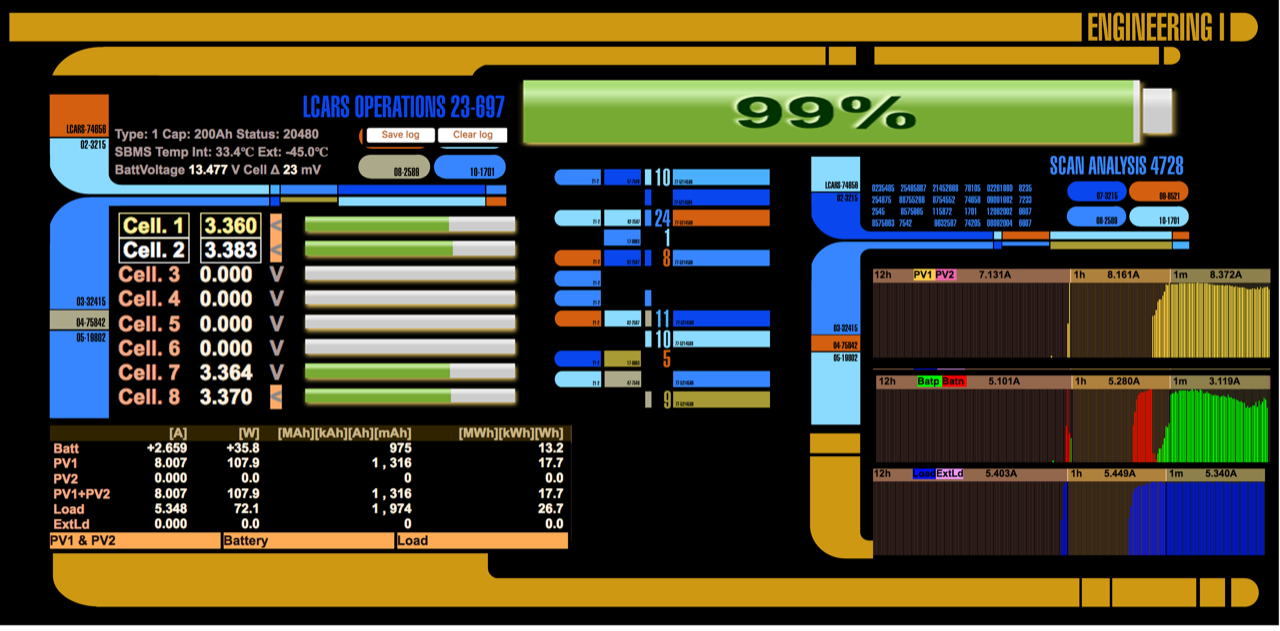 ENGINEERING I
LCARS OPERATIONS 23-697
99%
LCARS-74656
02-3215
Type: 1 Cap: 200Ah Status: 20480
SBMS Temp Int: 33.4℃ Ext: -45.0℃
BattVoltage 13.477 V Cell Δ 23 mV
Save log
Clear log
08-2589
10-1701
Cell. 1 3.360 <
Cell. 2 3.383 <
Cell. 3 0.000 V
Cell. 4 0.000 V
Cell. 5 0.000 V
Cell. 6 0.000 V
Cell. 7 3.364 V
Cell. 8 3.370 <
03-32415
04-75842
05-19802
10
24
1
8
11
10
5
9
[A] [W] [MAh][kAh][Ah][mAh] [MWh][kWh][Wh]
Batt +2.659 +35.8 975 13.2
PV1 8.007 107.9 1,316 17.7
PV2 0.000 0.0 0 0.0
PV1+PV2 8.007 107.9 1,316 17.7
Load 5.348 72.1 1,974 26.7
ExtLd 0.000 0.0 0 0.0
PV1 & PV2 Battery Load
SCAN ANALYSIS 4728
LCARS-74656
02-3215
07-3215
08-2589
10-1701
03-32415
04-75842
05-19802
12h PV1 PV2 7.131A 1h 8.161A 1m 8.372A
12h Batp Batn 5.101A 1h 5.280A 1m 3.119A
12h Load ExtLd 5.403A 1h 5.449A 1m 5.340A